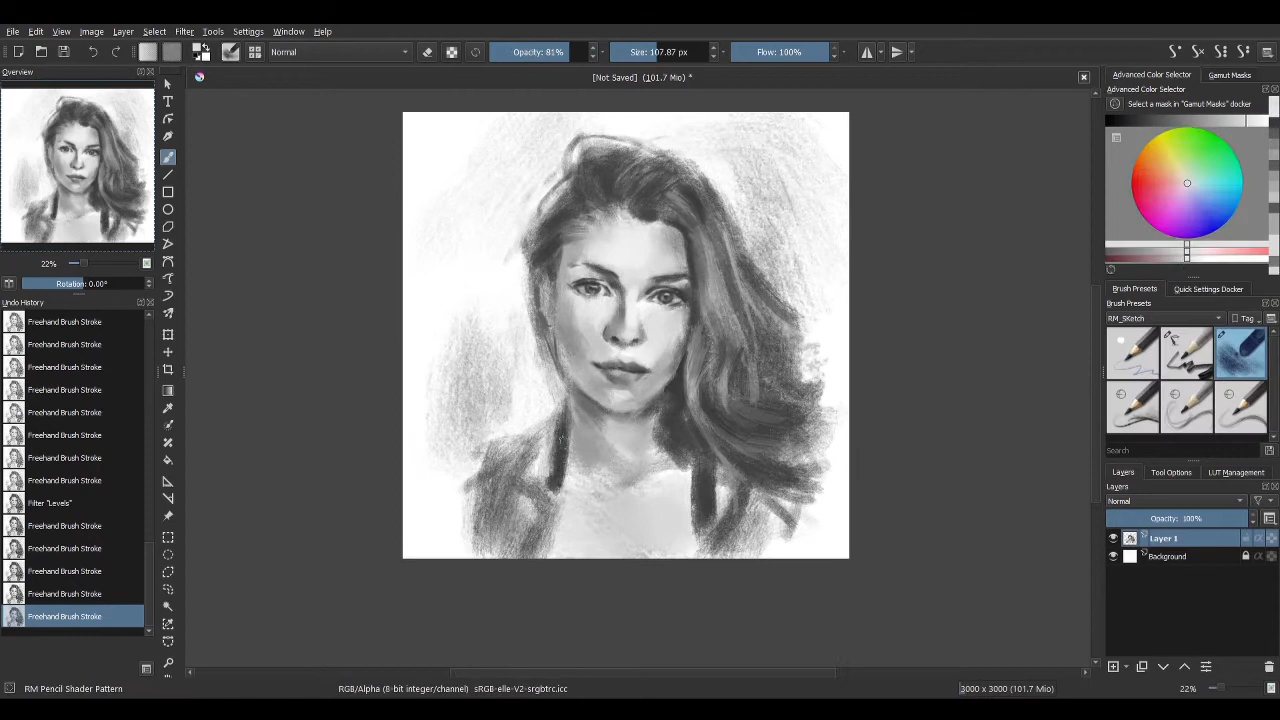 File Edit View Image Layer Select Filter Tools Settings Window Help
Normal Opacity: 81% Size: 107.87 px Flow: 100%
Overview
[Not Saved] (101.7 Mio) *
Advanced Color Selector Gamut Masks
Advanced Color Selector
Select a mask in "Gamut Masks" docker
22%
Rotation: 0.00°
Undo History
Freehand Brush Stroke
Freehand Brush Stroke
Freehand Brush Stroke
Freehand Brush Stroke
Freehand Brush Stroke
Freehand Brush Stroke
Freehand Brush Stroke
Freehand Brush Stroke
Filter "Levels"
Freehand Brush Stroke
Freehand Brush Stroke
Freehand Brush Stroke
Freehand Brush Stroke
Freehand Brush Stroke
Brush Presets Quick Settings Docker
Brush Presets
RM_SKetch Tag
Search
Layers Tool Options LUT Management
Layers
Normal
Opacity: 100%
Layer 1
Background
RM Pencil Shader Pattern
RGB/Alpha (8-bit integer/channel) sRGB-elle-V2-srgbtrc.icc
3000 x 3000 (101.7 Mio)
22%